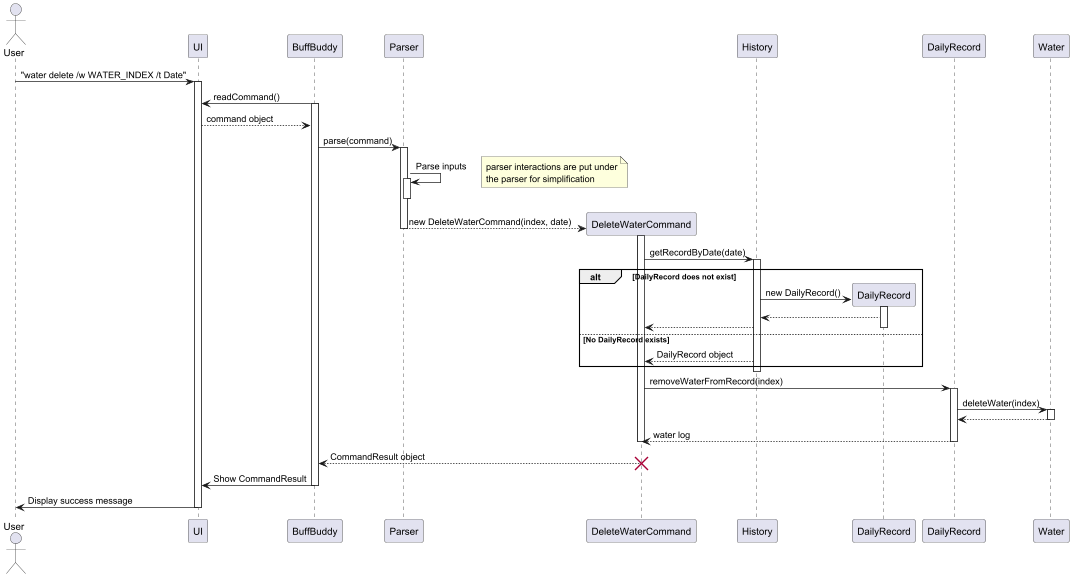 User
UI
BuffBuddy
Parser
History
DailyRecord
Water
"water delete /w WATER_INDEX /t Date"
readCommand()
command object
parse(command)
Parse inputs
parser interactions are put under
the parser for simplification
new DeleteWaterCommand(index, date)
DeleteWaterCommand
getRecordByDate(date)
alt
[DailyRecord does not exist]
new DailyRecord()
DailyRecord
[No DailyRecord exists]
DailyRecord object
removeWaterFromRecord(index)
deleteWater(index)
water log
CommandResult object
Show CommandResult
Display success message
User
UI
BuffBuddy
Parser
DeleteWaterCommand
History
DailyRecord
DailyRecord
Water